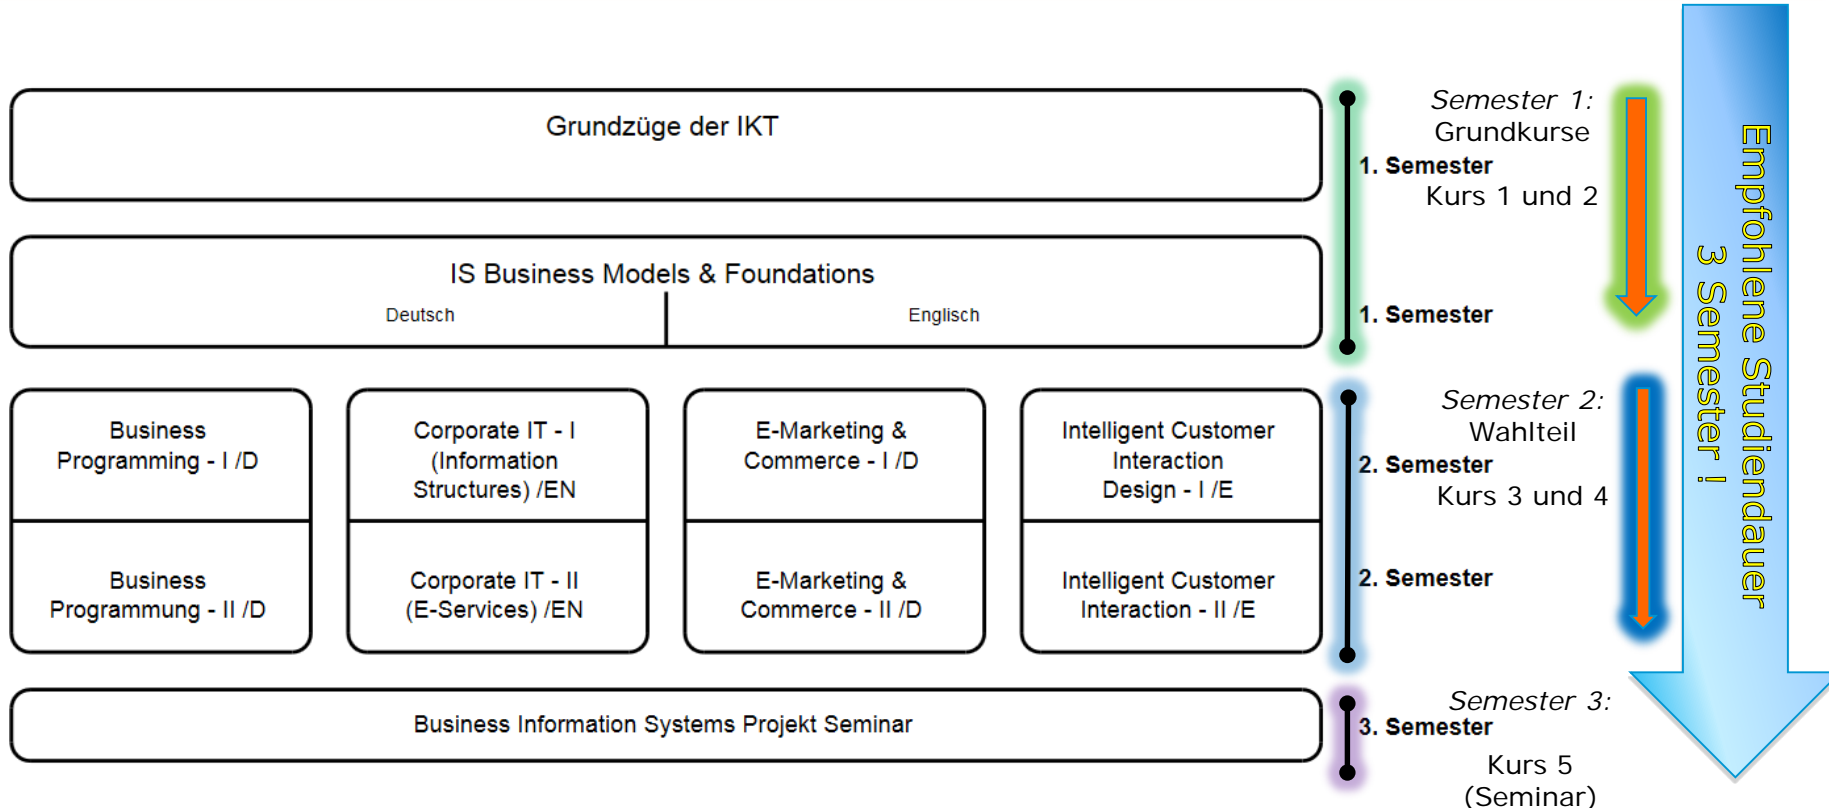 Grundzüge der IKT
Semester 1:
Grundkurse
1. Semester
Kurs 1 und 2
IS Business Models & Foundations
Deutsch
Englisch
1. Semester
Business
Programming - I /D
Corporate IT - I
(Information
Structures) /EN
E-Marketing &
Commerce - I /D
Intelligent Customer
Interaction
Design - I /E
Semester 2:
Wahlteil
2. Semester
Kurs 3 und 4
Business
Programmung - II /D
Corporate IT - II
(E-Services) /EN
E-Marketing &
Commerce - II /D
Intelligent Customer
Interaction - II /E
2. Semester
Business Information Systems Projekt Seminar
Semester 3:
3. Semester
Kurs 5
(Seminar)
Empfohlene Studiendauer
3 Semester !